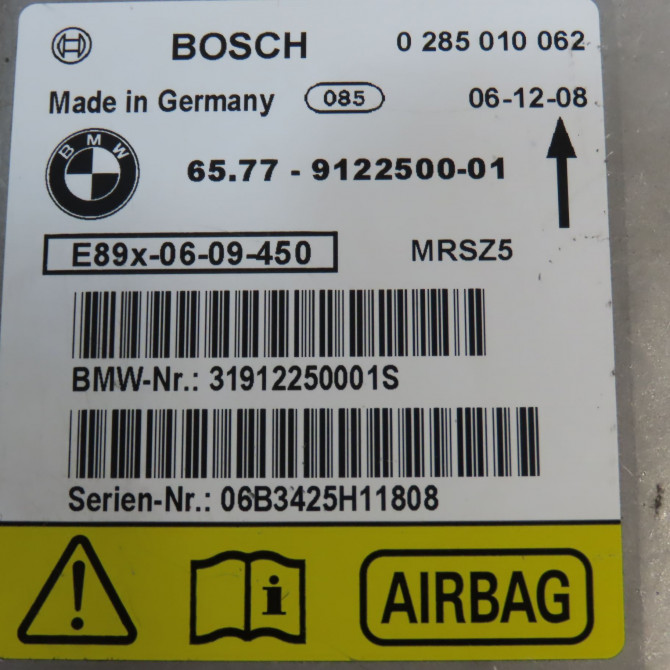 BOSCH 0 285 010 062
Made in Germany 085 06-12-08
BMW 65.77 - 9122500-01
E89x-06-09-450 MRSZ5
BMW-Nr.: 31912250001S
Serien-Nr.: 06B3425H11808
! i AIRBAG